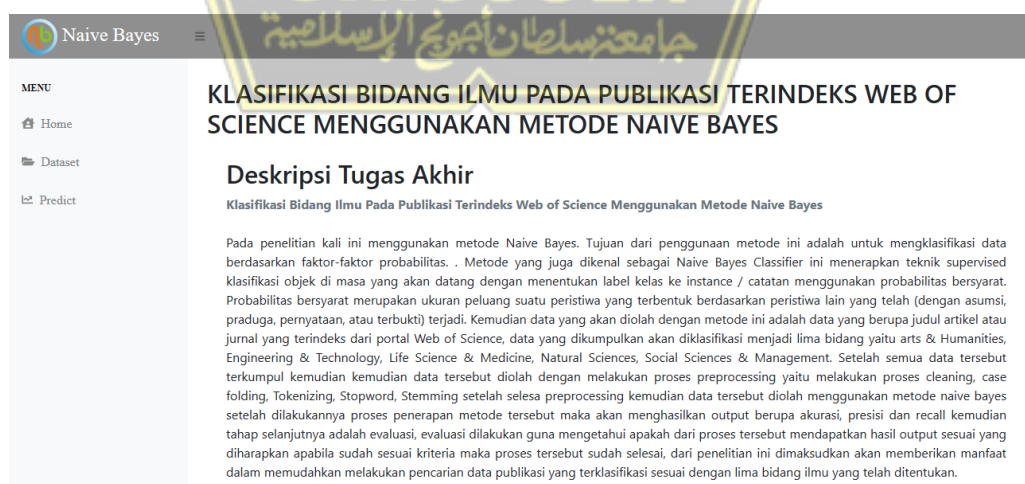 جامعتنسلطان أجونج الإسلامية
Naive Bayes
MENU
Home
Dataset
Predict
KLASIFIKASI BIDANG ILMU PADA PUBLIKASI TERINDEKS WEB OF
SCIENCE MENGGUNAKAN METODE NAIVE BAYES
Deskripsi Tugas Akhir
Klasifikasi Bidang Ilmu Pada Publikasi Terindeks Web of Science Menggunakan Metode Naive Bayes
Pada penelitian kali ini menggunakan metode Naive Bayes. Tujuan dari penggunaan metode ini adalah untuk mengklasifikasi data
berdasarkan faktor-faktor probabilitas. . Metode yang juga dikenal sebagai Naive Bayes Classifier ini menerapkan teknik supervised
klasifikasi objek di masa yang akan datang dengan menentukan label kelas ke instance / catatan menggunakan probabilitas bersyarat.
Probabilitas bersyarat merupakan ukuran peluang suatu peristiwa yang terbentuk berdasarkan peristiwa lain yang telah (dengan asumsi,
praduga, pernyataan, atau terbukti) terjadi. Kemudian data yang akan diolah dengan metode ini adalah data yang berupa judul artikel atau
jurnal yang terindeks dari portal Web of Science, data yang dikumpulkan akan diklasifikasi menjadi lima bidang yaitu arts & Humanities,
Engineering & Technology, Life Science & Medicine, Natural Sciences, Social Sciences & Management. Setelah semua data tersebut
terkumpul kemudian kemudian data tersebut diolah dengan melakukan proses preprocessing yaitu melakukan proses cleaning, case
folding, Tokenizing, Stopword, Stemming setelah selesa preprocessing kemudian data tersebut diolah menggunakan metode naive bayes
setelah dilakukannya proses penerapan metode tersebut maka akan menghasilkan output berupa akurasi, presisi dan recall kemudian
tahap selanjutnya adalah evaluasi, evaluasi dilakukan guna mengetahui apakah dari proses tersebut mendapatkan hasil output sesuai yang
diharapkan apabila sudah sesuai kriteria maka proses tersebut sudah selesai, dari penelitian ini dimaksudkan akan memberikan manfaat
dalam memudahkan melakukan pencarian data publikasi yang terklasifikasi sesuai dengan lima bidang ilmu yang telah ditentukan.